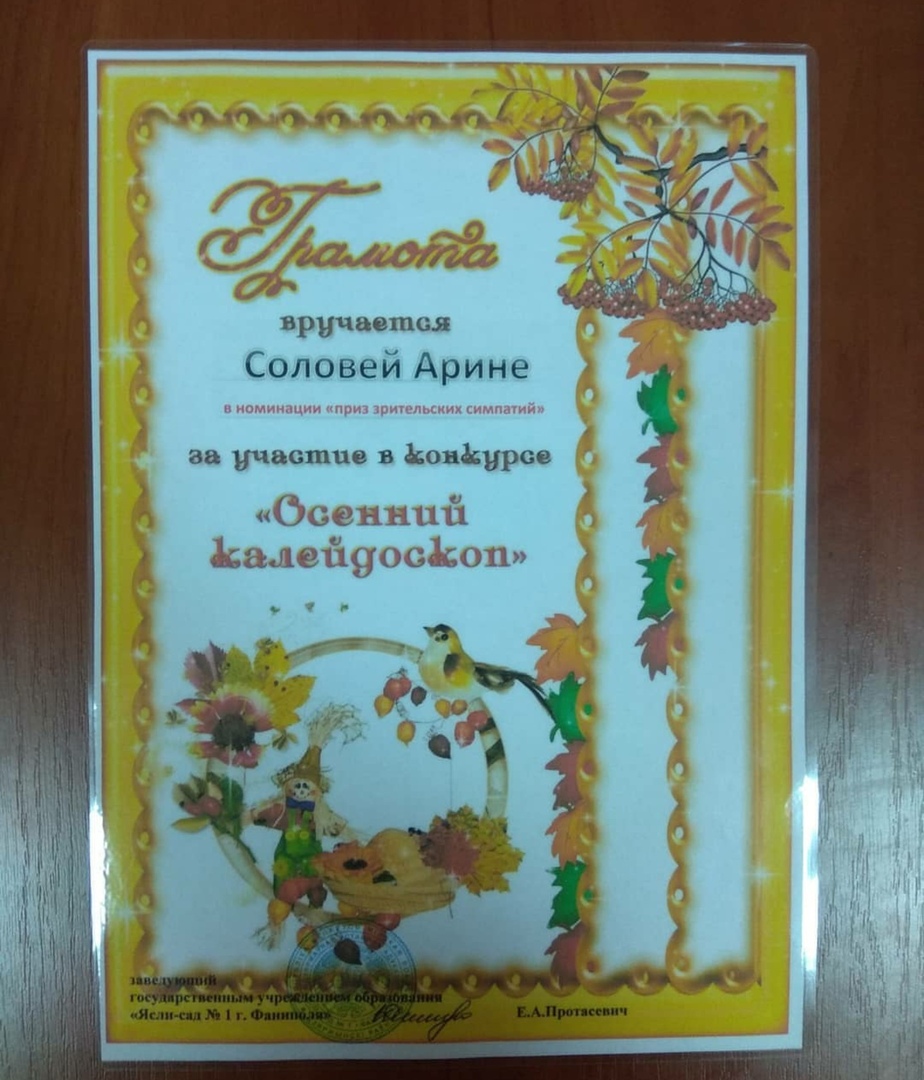 Грамота
вручается
Соловей Арине
в номинации «приз зрительских симпатий»
за участие в конкурсе
«Осенний
калейдоскоп»
заведующий
государственным учреждением образования
«Ясли-сад № 1 г. Фаниполя» Е.А.Протасевич